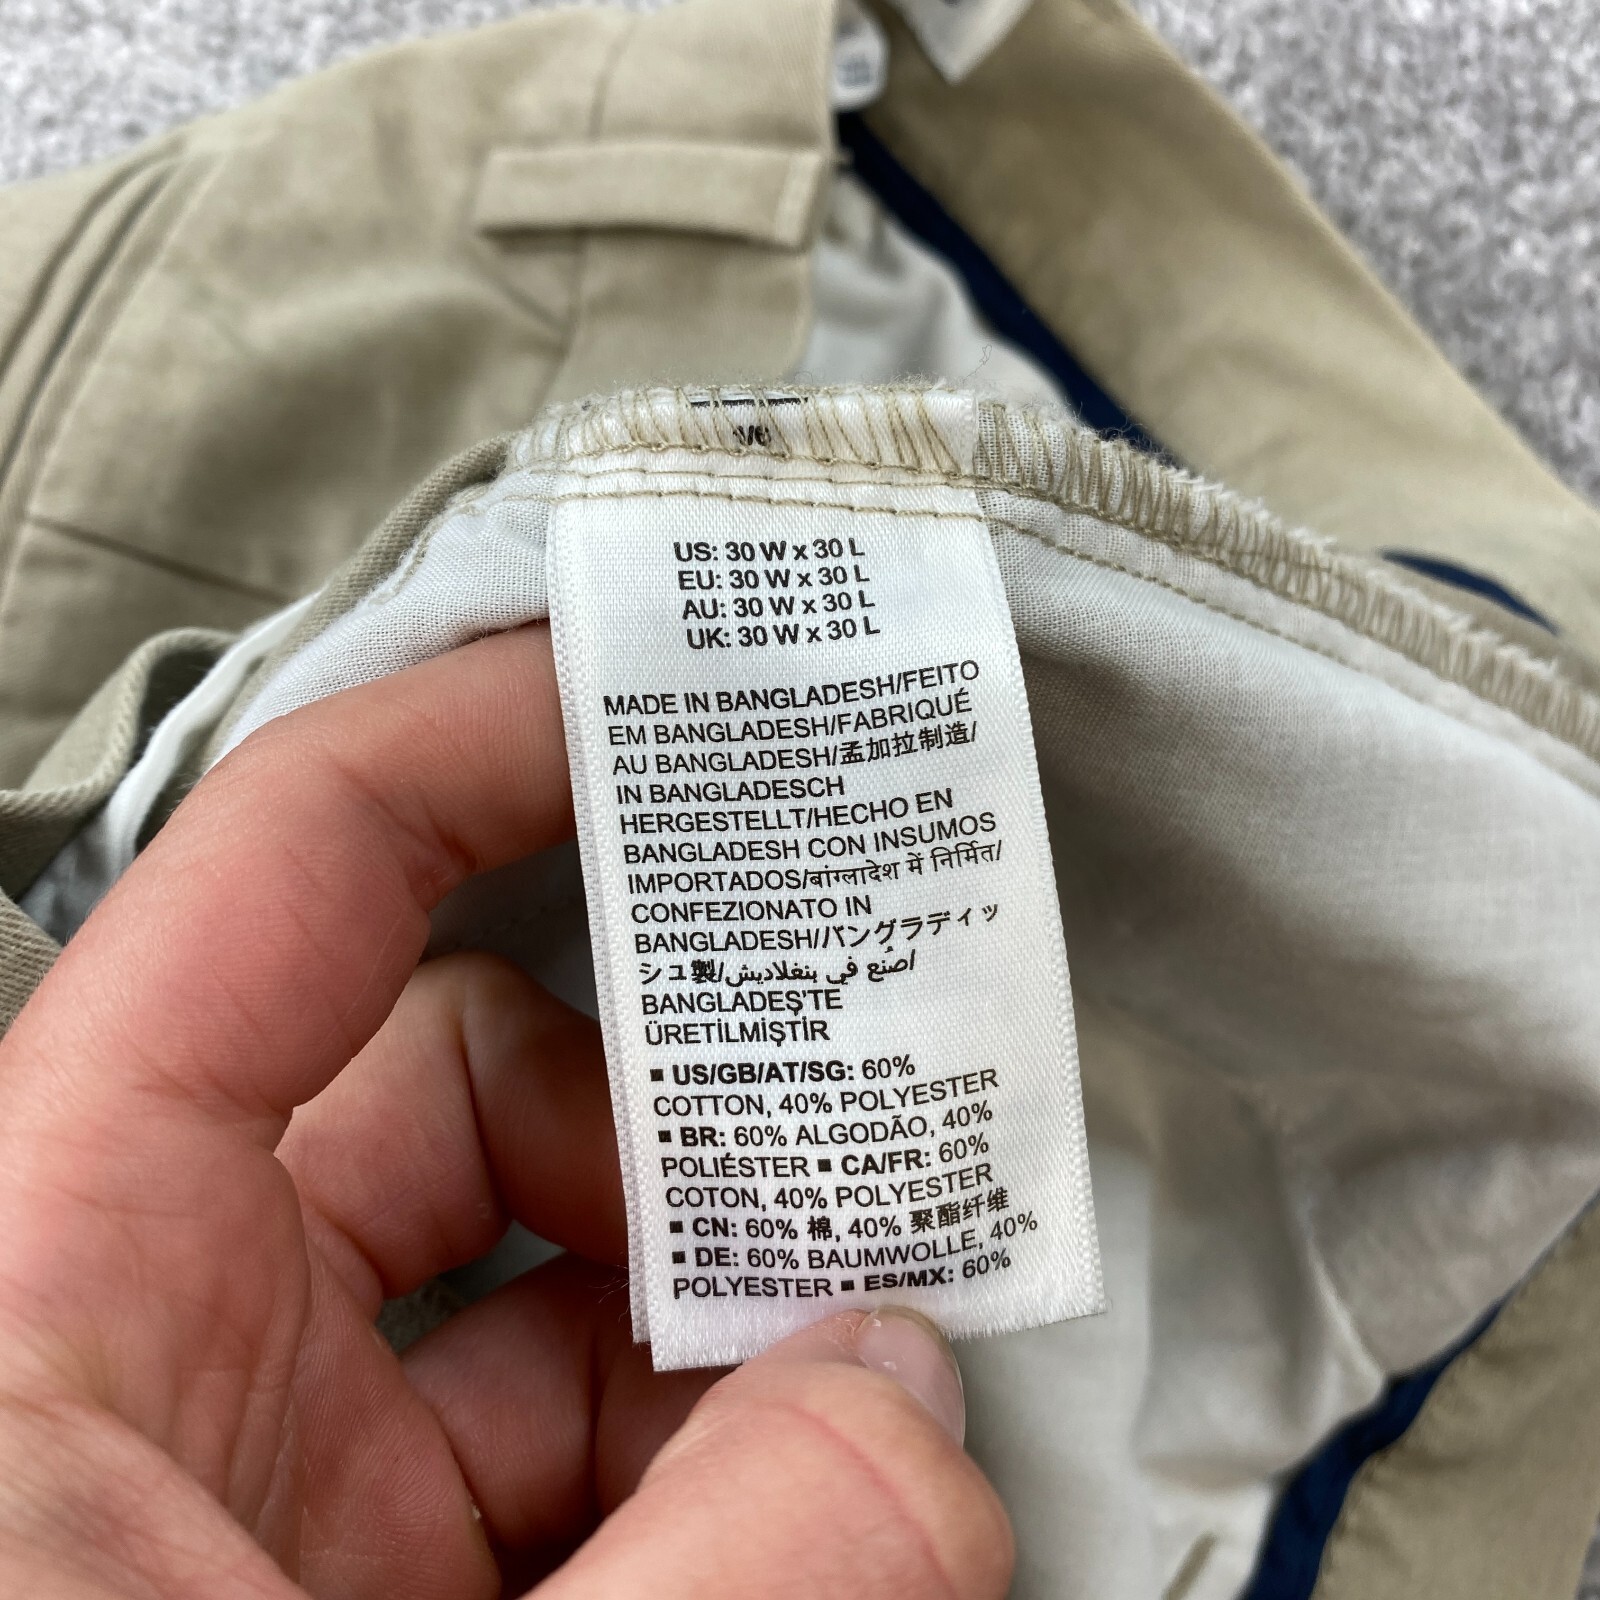 1/6
US: 30 W x 30 L
EU: 30 W x 30 L
AU: 30 W x 30 L
UK: 30 W x 30 L
MADE IN BANGLADESH/FEITO
EM BANGLADESH/FABRIQUÉ
AU BANGLADESH/孟加拉制造/
IN BANGLADESCH
HERGESTELLT/HECHO EN
BANGLADESH CON INSUMOS
IMPORTADOS/बांग्लादेश में निर्मित/
CONFEZIONATO IN
BANGLADESH/バングラディッ
シュ製/صُنع في بنغلاديش/
BANGLADEŞ'TE
ÜRETİLMİŞTİR
▪ US/GB/AT/SG: 60%
COTTON, 40% POLYESTER
▪ BR: 60% ALGODÃO, 40%
POLIÉSTER ▪ CA/FR: 60%
COTON, 40% POLYESTER
▪ CN: 60% 棉, 40% 聚酯纤维
▪ DE: 60% BAUMWOLLE, 40%
POLYESTER ▪ ES/MX: 60%